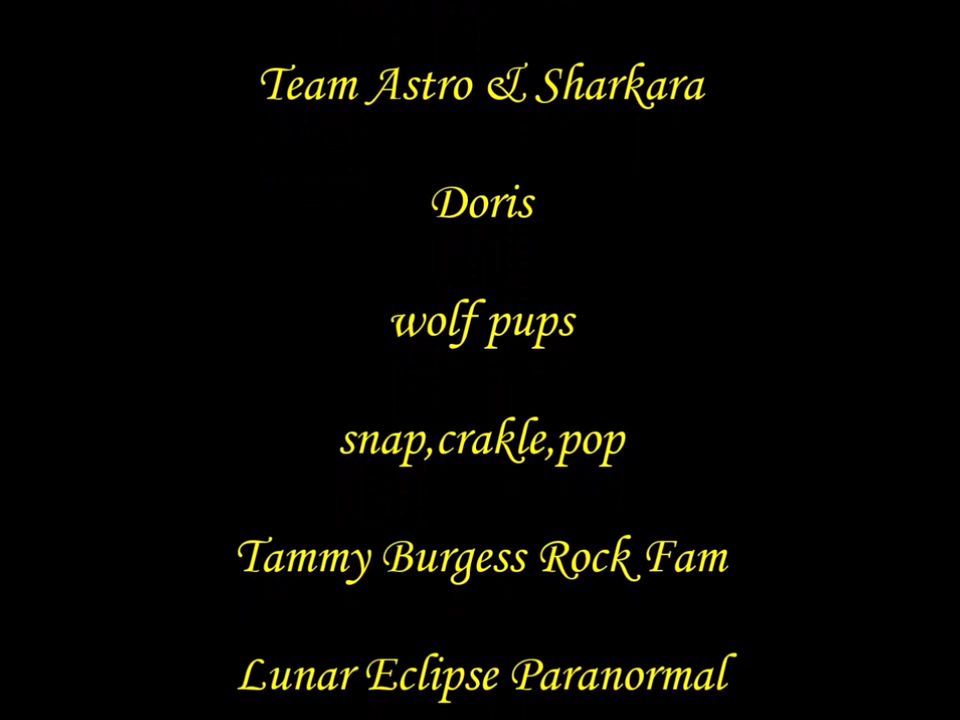 Team Astro & Sharkara
Doris
wolf pups
snap,crakle,pop
Tammy Burgess Rock Fam
Lunar Eclipse Paranormal